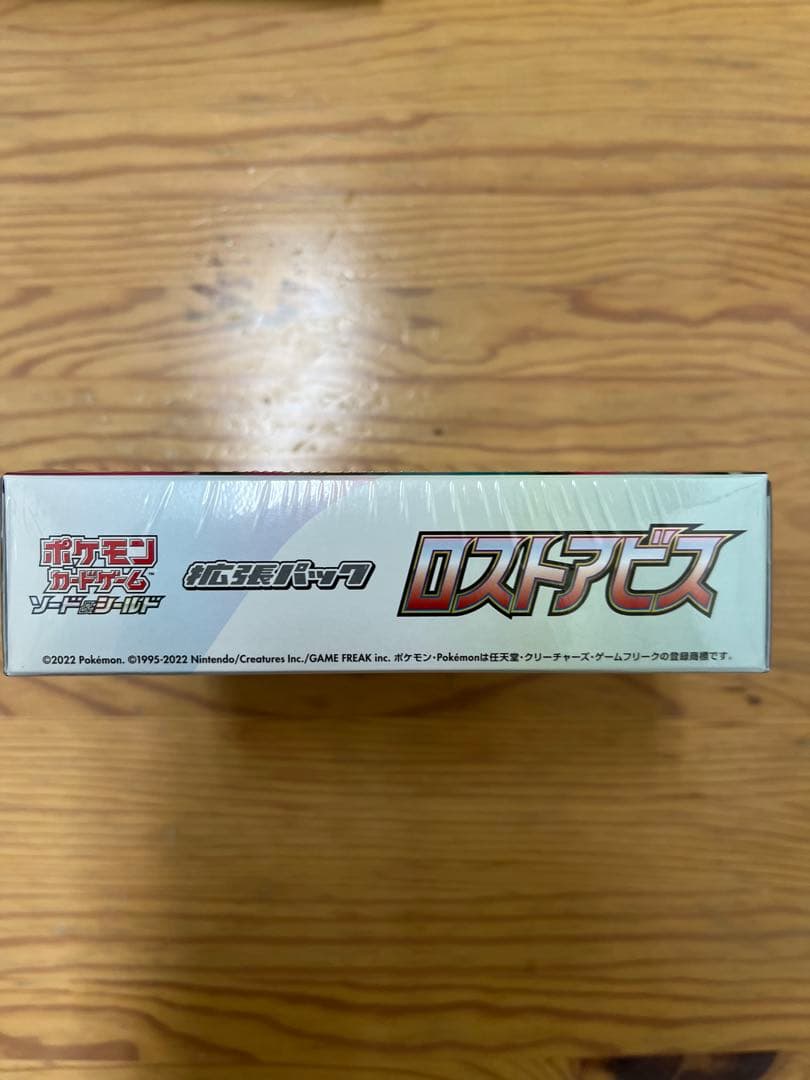 ポケモン
カードゲーム
ソード&シールド
拡張パック
ロストアビス
©2022 Pokémon. ©1995-2022 Nintendo/Creatures Inc./GAME FREAK inc. ポケモン・Pokémonは任天堂・クリーチャーズ・ゲームフリークの登録商標です。